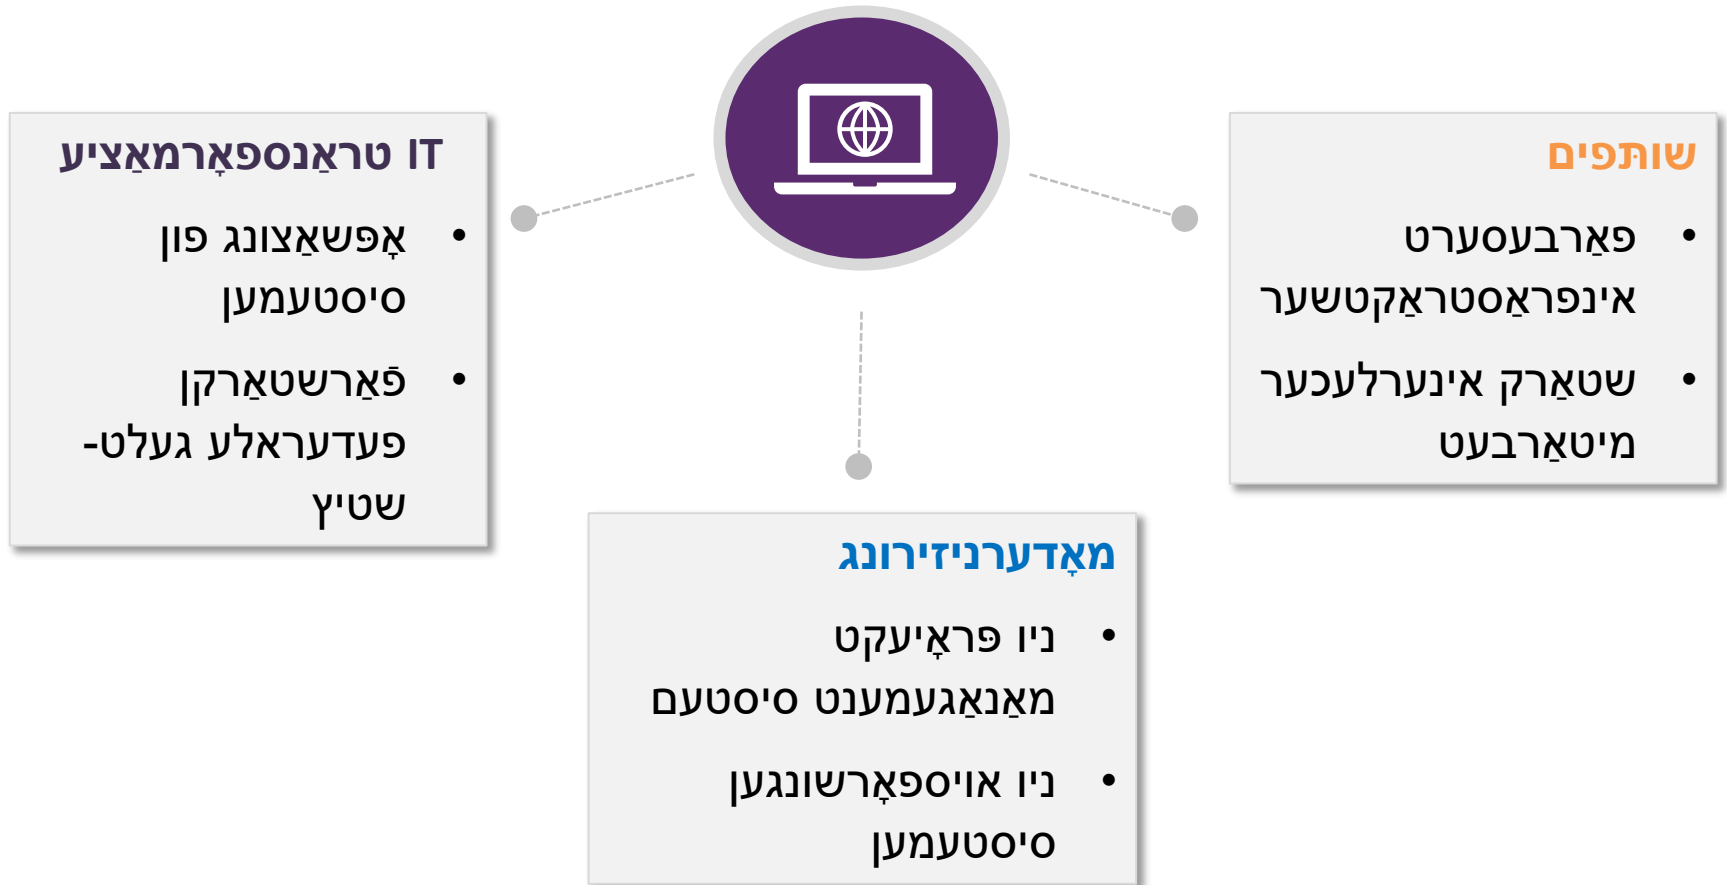 שותּפים
• פאַרבעסערט
אינפראַסטראַקטשער
• שטאַרק אינערלעכער
מיטאַרבעט
מאָדערניזירונג
• ניו פּראָיעקט
מאַנאַגעמענט סיסטעם
• ניו אויספאָרשונגען
סיסטעמען
IT טראַנספאָרמאַציע
• אָפּשאַצונג פון
סיסטעמען
• פֿאַרשטאַרקן
פעדעראלע געלט-
שטיץ